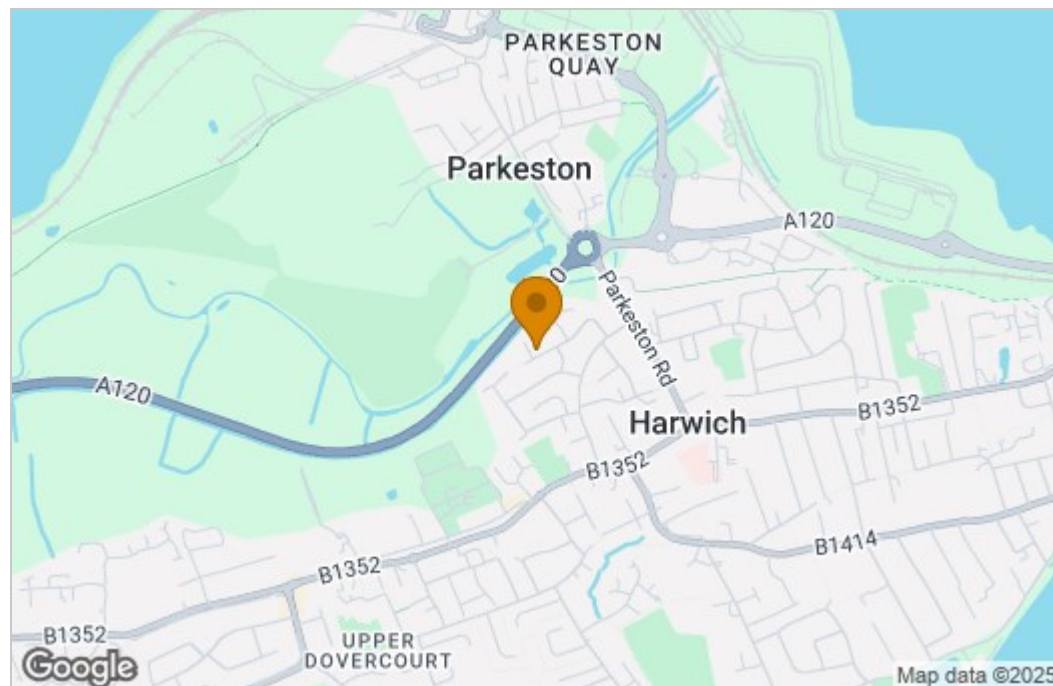 PARKESTON
QUAY
Parkeston
A120
0
Parkeston Rd
A120
B1352
Harwich
B1352
B1414
B1352
B1352
UPPER
DOVERCOURT
Google
Map data ©2025